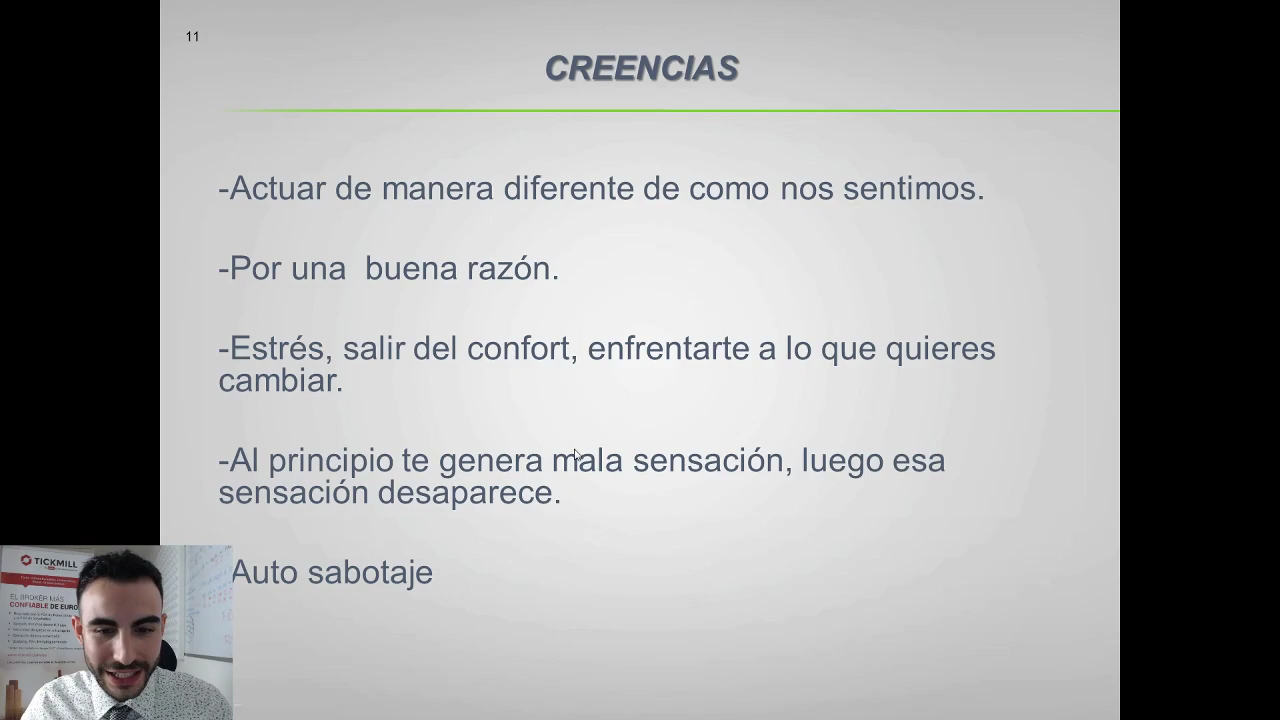 11
CREENCIAS
-Actuar de manera diferente de como nos sentimos.
-Por una  buena razón.
-Estrés, salir del confort, enfrentarte a lo que quieres
cambiar.
-Al principio te genera mala sensación, luego esa
sensación desaparece.
Auto sabotaje
TICKMILL
EL BROKER MÁS
CONFIABLE DE EURO